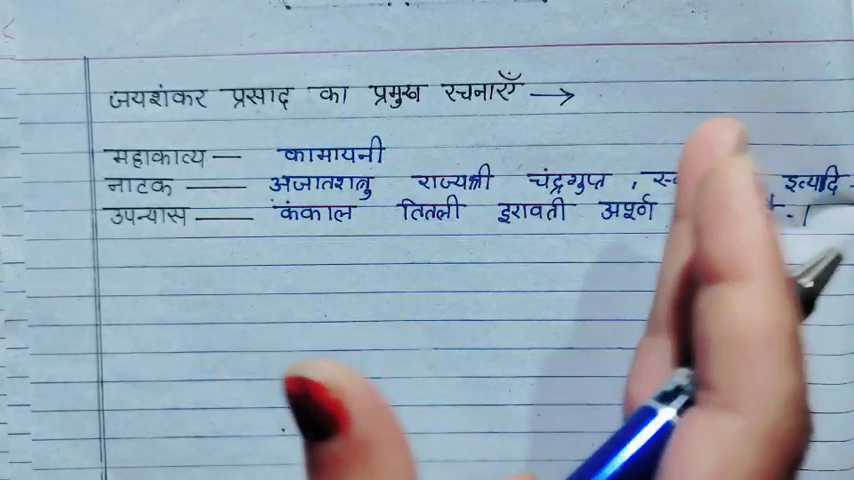 जयशंकर प्रसाद का प्रमुख रचनाएँ →
महाकाव्य — कामायनी
नाटक — अजातशत्रु राज्यश्री चंद्रगुप्त , इत्यादि
उपन्यास — कंकाल तितली इरावती अपूर्ण